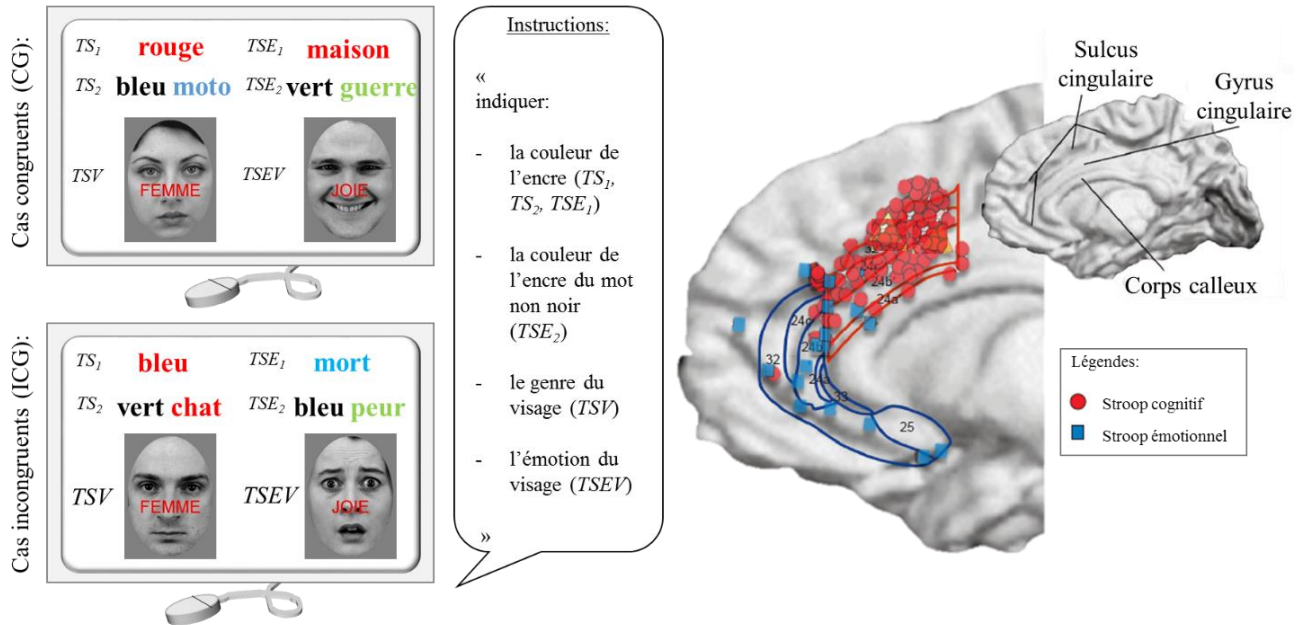 Cas congruents (CG):
TS1 rouge TSE1 maison
TS2 bleu moto TSE2 vert guerre
TSV FEMME TSEV JOIE
Cas incongruents (ICG):
TS1 bleu TSE1 mort
TS2 vert chat TSE2 bleu peur
TSV FEMME TSEV JOIE
Instructions:
«
indiquer:
- la couleur de
l'encre (TS1,
TS2, TSE1)
- la couleur de
l'encre du mot
non noir
(TSE2)
- le genre du
visage (TSV)
- l'émotion du
visage (TSEV)
»
Sulcus
cingulaire
Gyrus
cingulaire
Corps calleux
24b
24a
24c
24b
24a
32
33
25
Légendes:
Stroop cognitif
Stroop émotionnel